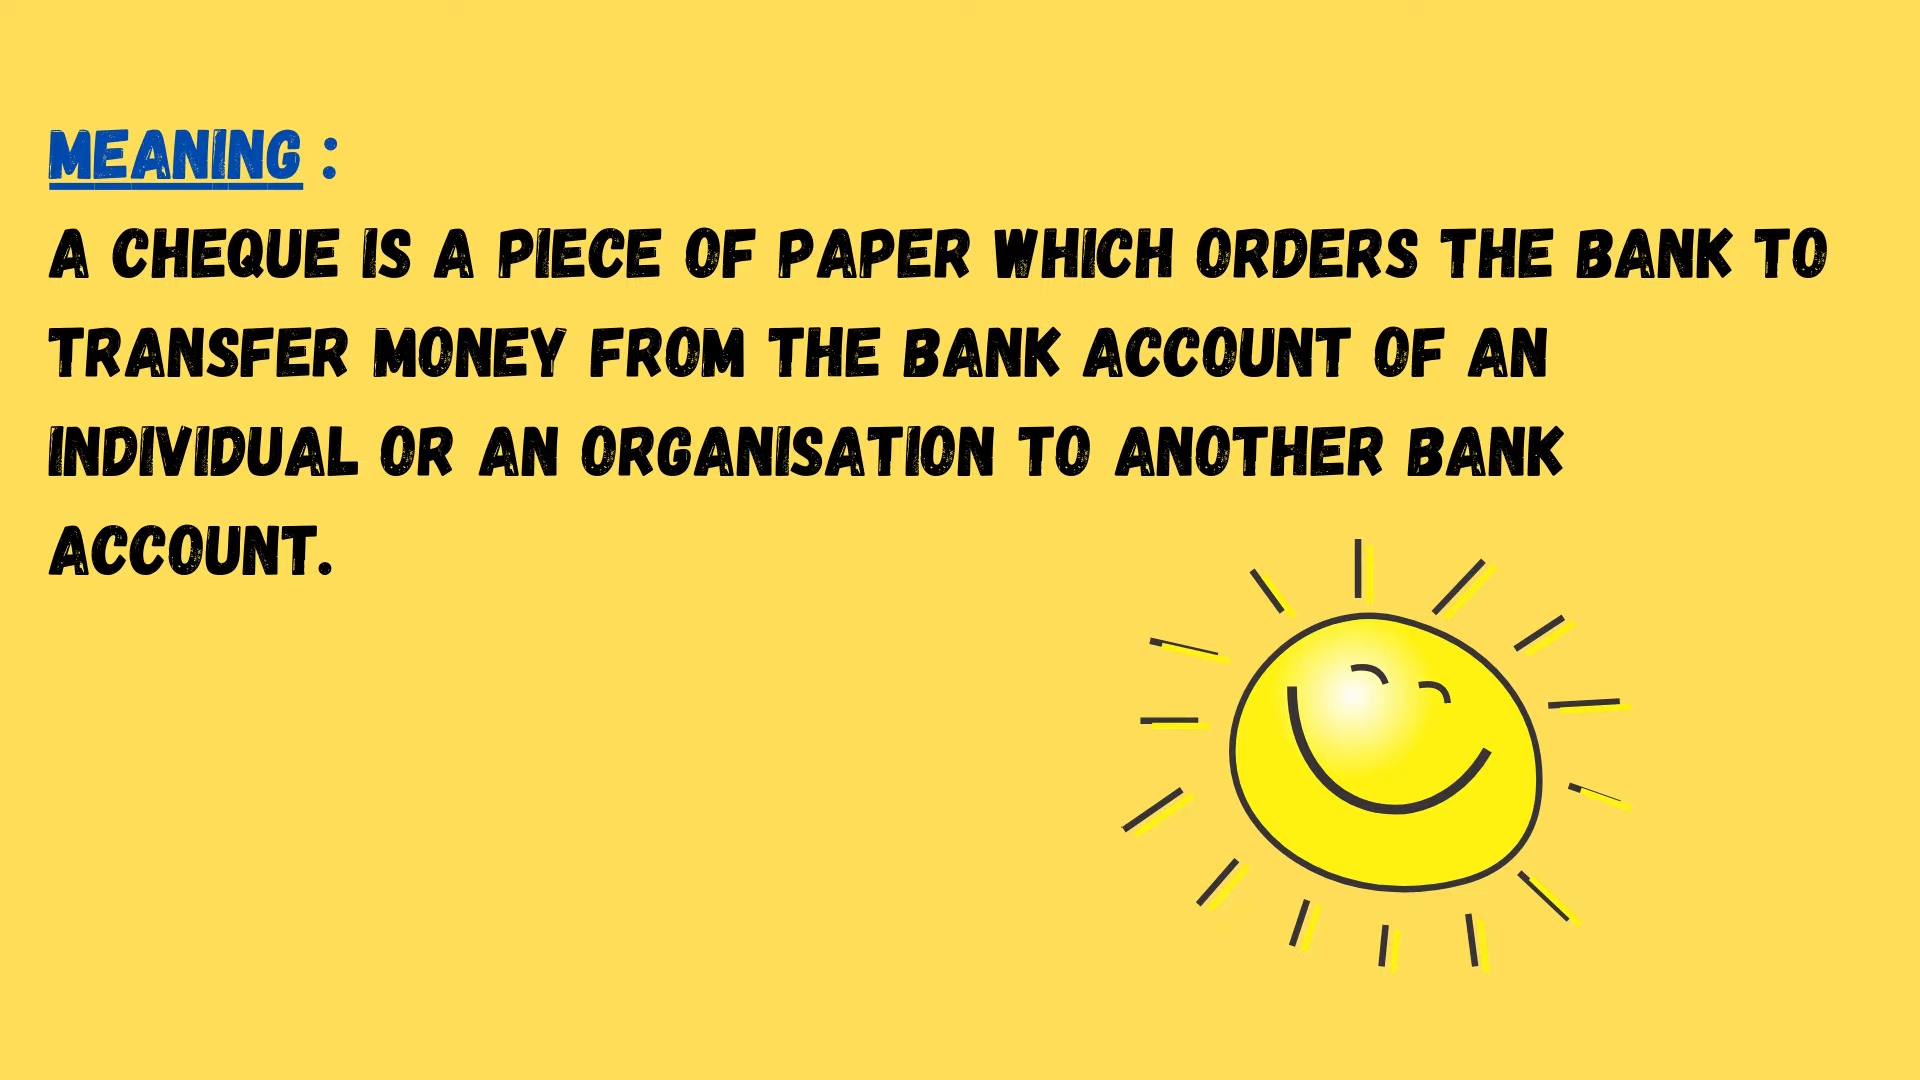 MEANING :
A CHEQUE IS A PIECE OF PAPER WHICH ORDERS THE BANK TO
TRANSFER MONEY FROM THE BANK ACCOUNT OF AN
INDIVIDUAL OR AN ORGANISATION TO ANOTHER BANK
ACCOUNT.